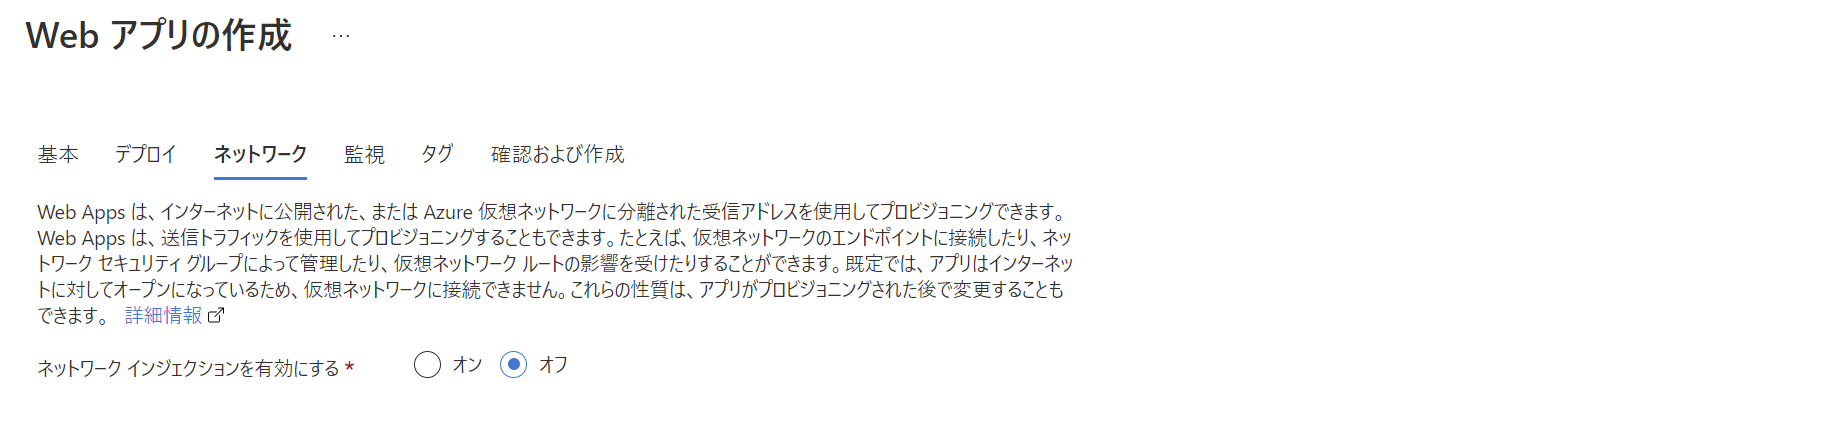 Web アプリの作成 …
基本 デプロイ ネットワーク 監視 タグ 確認および作成
Web Apps は、インターネットに公開された、または Azure 仮想ネットワークに分離された受信アドレスを使用してプロビジョニングできます。
Web Apps は、送信トラフィックを使用してプロビジョニングすることもできます。たとえば、仮想ネットワークのエンドポイントに接続したり、ネッ
トワーク セキュリティ グループによって管理したり、仮想ネットワーク ルートの影響を受けたりすることができます。既定では、アプリはインターネッ
トに対してオープンになっているため、仮想ネットワークに接続できません。これらの性質は、アプリがプロビジョニングされた後で変更することも
できます。 詳細情報
ネットワーク インジェクションを有効にする * オン オフ